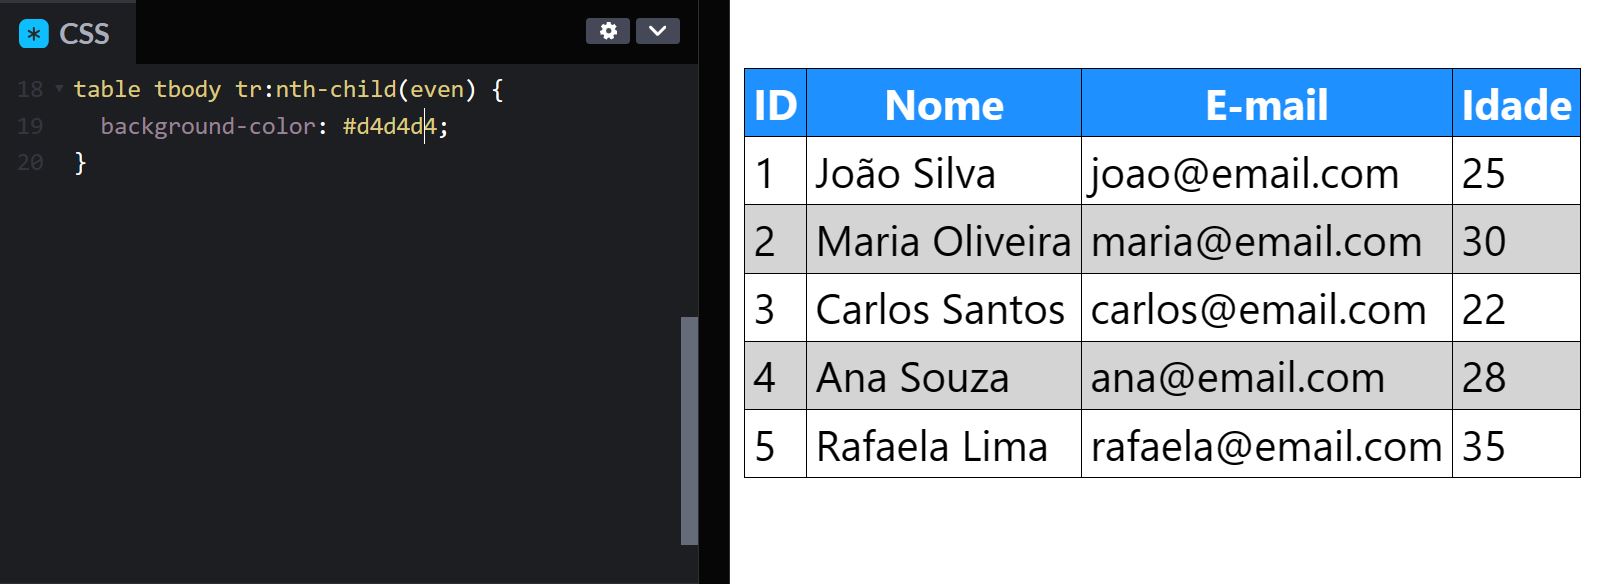 CSS
18 table tbody tr:nth-child(even) {
19 background-color: #d4d4d4;
20 }
ID Nome E-mail Idade
1 João Silva joao@email.com 25
2 Maria Oliveira maria@email.com 30
3 Carlos Santos carlos@email.com 22
4 Ana Souza ana@email.com 28
5 Rafaela Lima rafaela@email.com 35